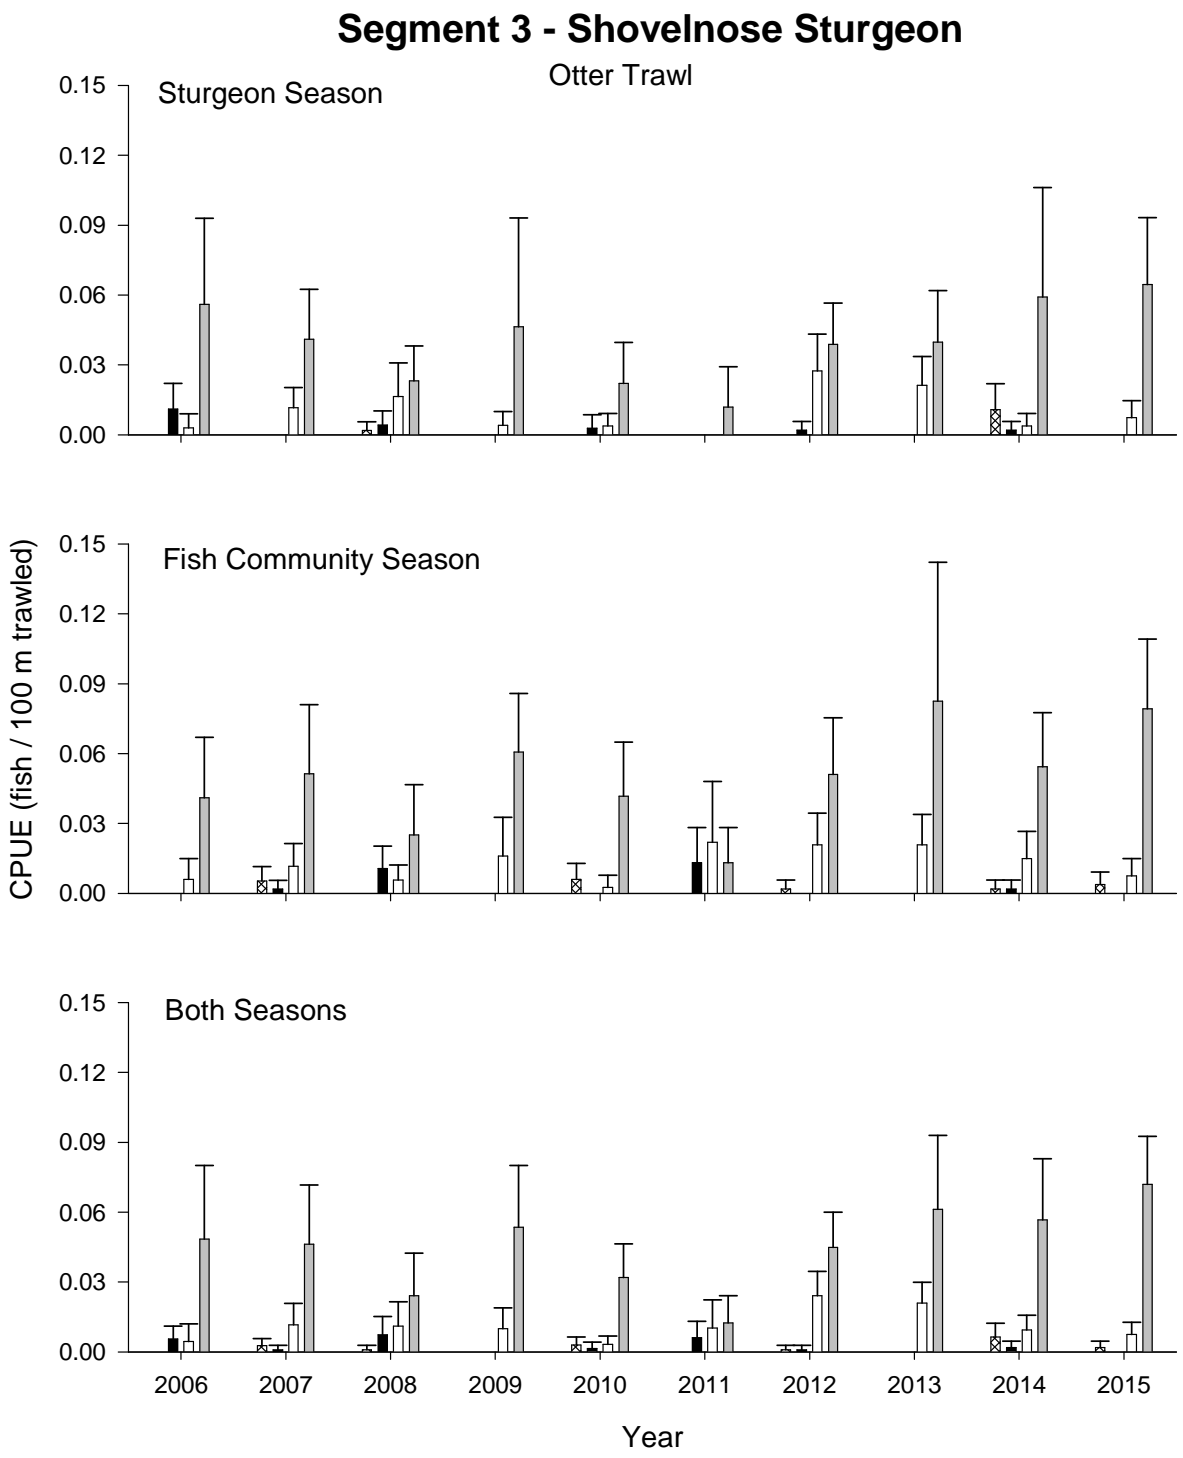 Segment 3 - Shovelnose Sturgeon
Otter Trawl
Sturgeon Season
0.15
0.12
0.09
0.06
0.03
0.00
CPUE (fish / 100 m trawled)
Fish Community Season
0.15
0.12
0.09
0.06
0.03
0.00
Both Seasons
0.15
0.12
0.09
0.06
0.03
0.00
2006 2007 2008 2009 2010 2011 2012 2013 2014 2015
Year